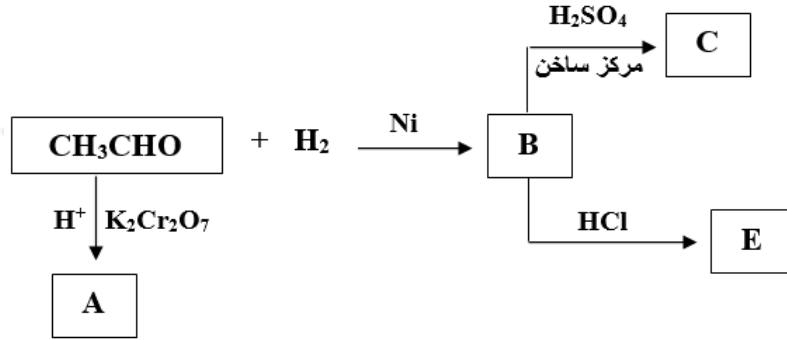 H₂SO₄
C
مركز ساخن
Ni
CH₃CHO + H₂ B
H⁺ K₂Cr₂O₇
HCl
E
A